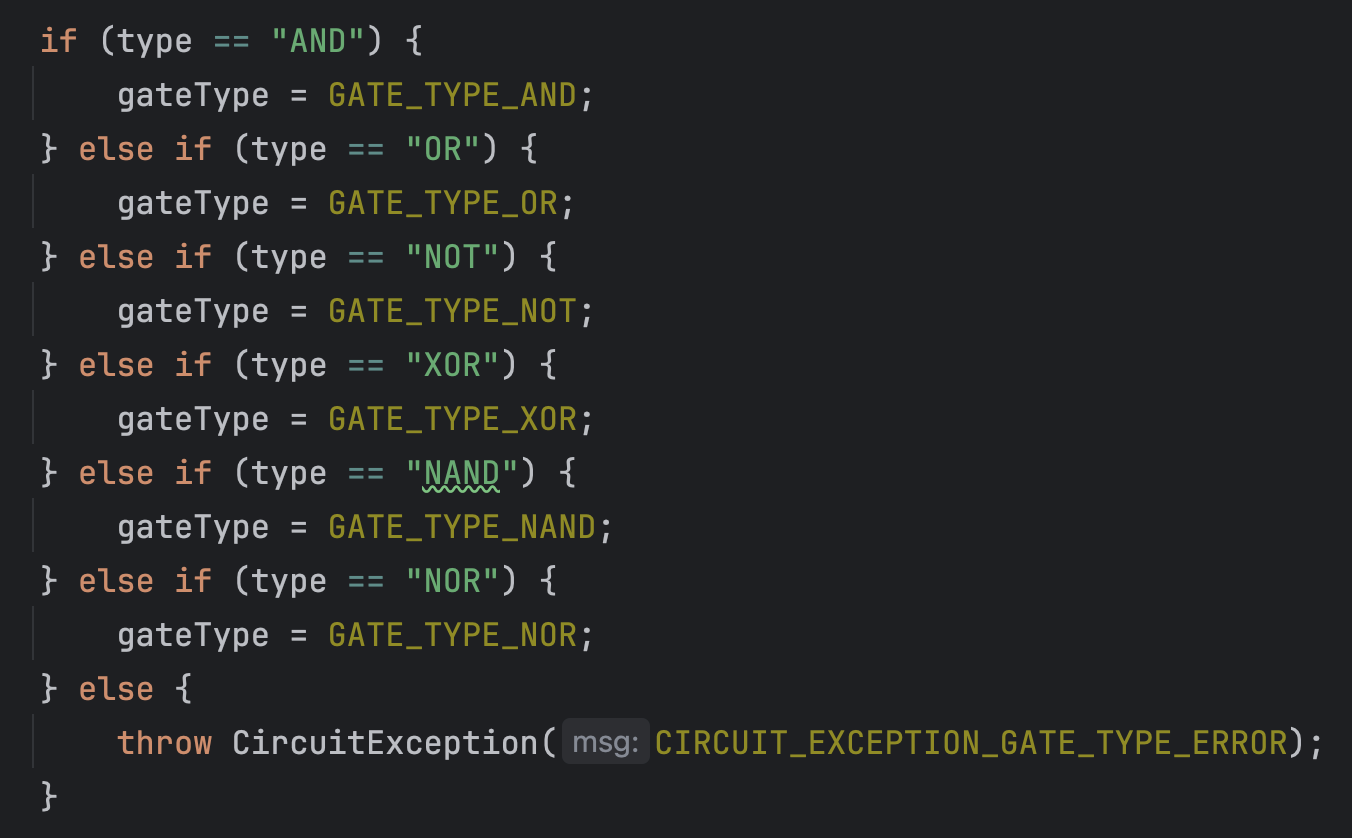 if (type == "AND") {
    gateType = GATE_TYPE_AND;
} else if (type == "OR") {
    gateType = GATE_TYPE_OR;
} else if (type == "NOT") {
    gateType = GATE_TYPE_NOT;
} else if (type == "XOR") {
    gateType = GATE_TYPE_XOR;
} else if (type == "NAND") {
    gateType = GATE_TYPE_NAND;
} else if (type == "NOR") {
    gateType = GATE_TYPE_NOR;
} else {
    throw CircuitException( msg: CIRCUIT_EXCEPTION_GATE_TYPE_ERROR);
}